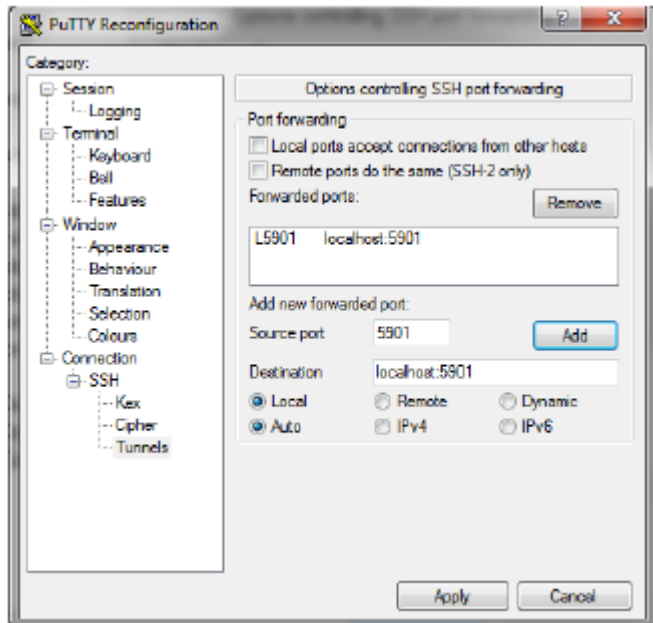 PuTTY Reconfiguration
Category:
Session
Logging
Terminal
Keyboard
Bell
Features
Window
Appearance
Behaviour
Translation
Selection
Colours
Connection
SSH
Kex
Cipher
Tunnels
Options controlling SSH port forwarding
Port forwarding
Local ports accept connections from other hosts
Remote ports do the same (SSH-2 only)
Forwarded ports:
Remove
L5901 localhost:5901
Add new forwarded port:
Source port 5901 Add
Destination localhost:5901
Local Remote Dynamic
Auto IPv4 IPv6
Apply Cancel